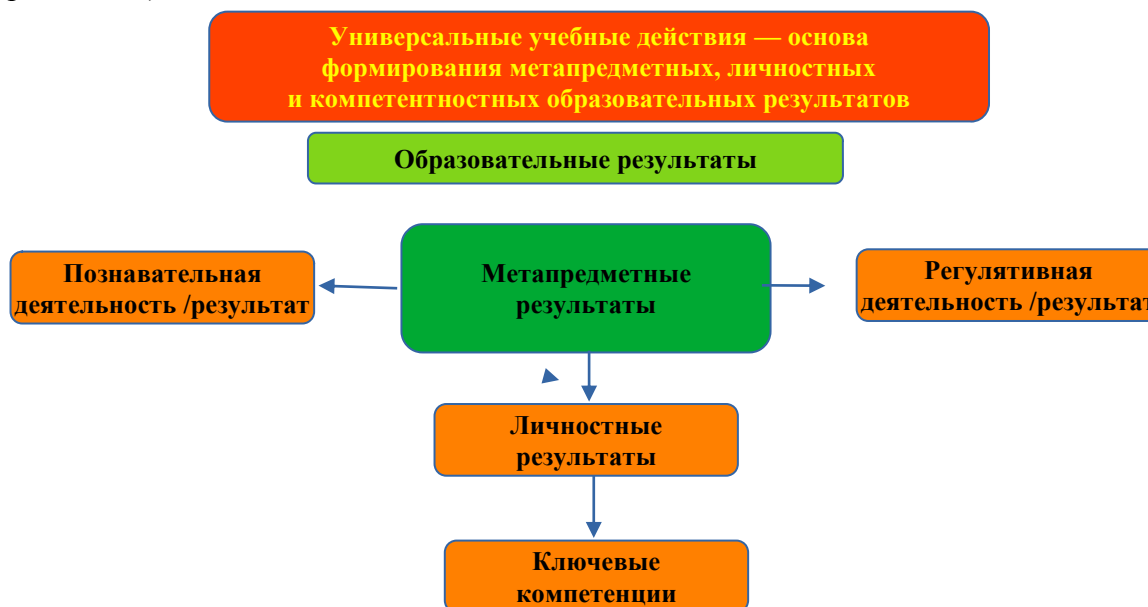 Универсальные учебные действия — основа
формирования метапредметных, личностных
и компетентностных образовательных результатов
Образовательные результаты
Познавательная
деятельность /результат
Метапредметные
результаты
Регулятивная
деятельность /результат
Личностные
результаты
Ключевые
компетенции